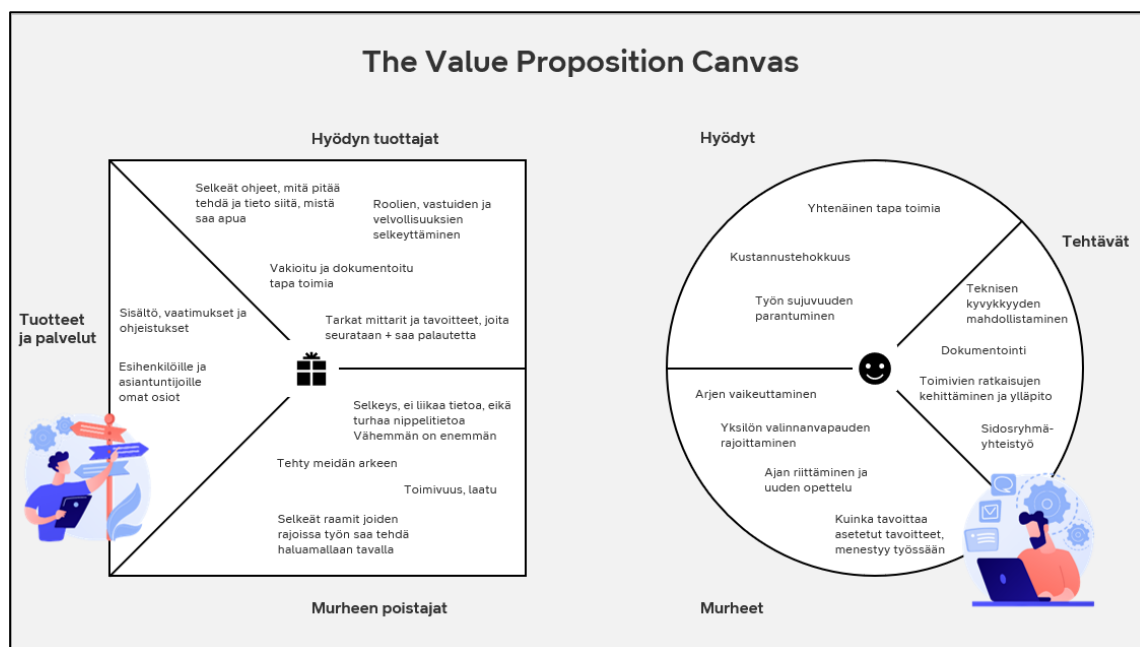 The Value Proposition Canvas
Hyödyn tuottajat
Selkeät ohjeet, mitä pitää
tehdä ja tieto siitä, mistä
saa apua
Roolien, vastuiden ja
velvollisuuksien
selkeyttäminen
Vakioitu ja dokumentoitu
tapa toimia
Tarkat mittarit ja tavoitteet, joita
seurataan + saa palautetta
Tuotteet
ja palvelut
Sisältö, vaatimukset ja
ohjeistukset
Esihenkilöille ja
asiantuntijoille
omat osiot
Selkeys, ei liikaa tietoa, eikä
turhaa nippelitietoa
Vähemmän on enemmän
Tehty meidän arkeen
Toimivuus, laatu
Selkeät raamit joiden
rajoissa työn saa tehdä
haluamallaan tavalla
Murheen poistajat
Hyödyt
Yhtenäinen tapa toimia
Kustannustehokkuus
Työn sujuvuuden
parantuminen
Tehtävät
Teknisen
kyvykkyyden
mahdollistaminen
Dokumentointi
Toimivien ratkaisujen
kehittäminen ja ylläpito
Sidosryhmä-
yhteistyö
Arjen vaikeuttaminen
Yksilön valinnanvapauden
rajoittaminen
Ajan riittäminen ja
uuden opettelu
Kuinka tavoittaa
asetetut tavoitteet,
menestyy työssään
Murheet